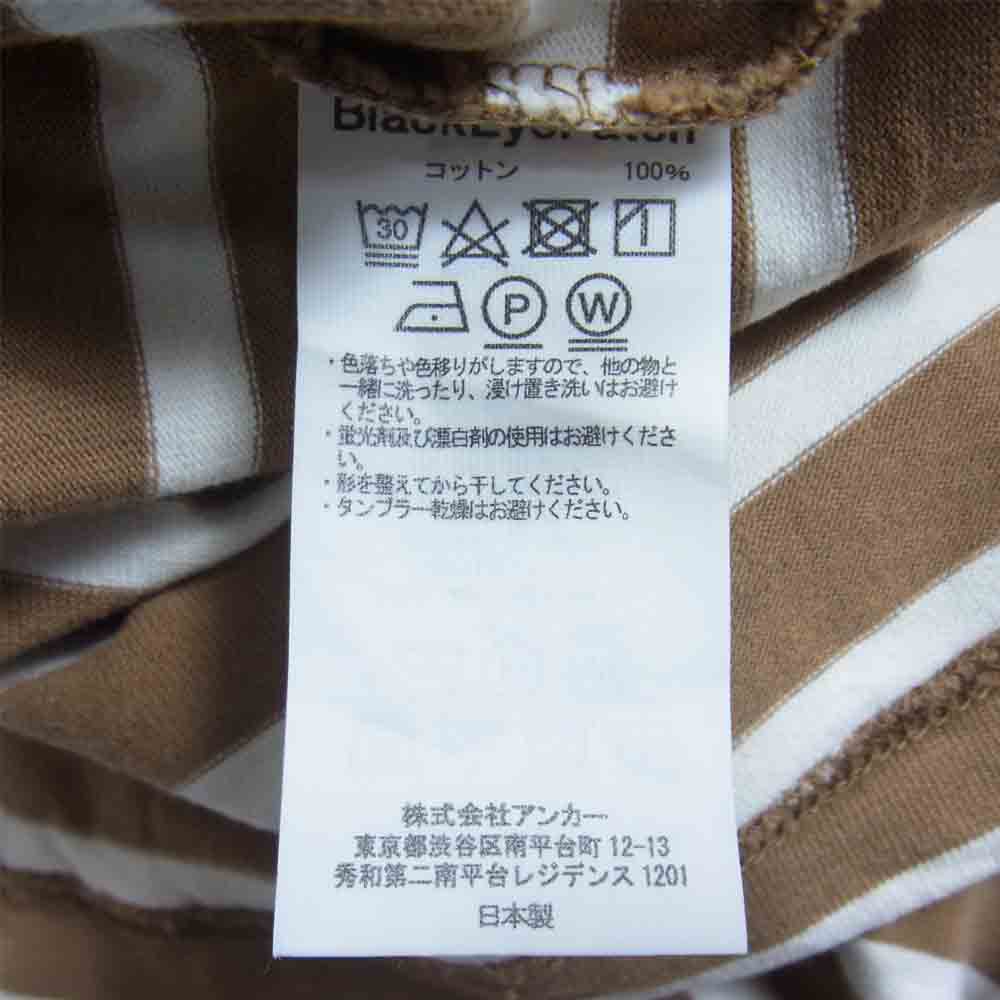 BlackEyePatch
コットン 100%
30
P W
・色落ちや色移りがしますので、他の物と
一緒に洗ったり、浸け置き洗いはお避け
ください。
・蛍光剤及び漂白剤の使用はお避けくださ
い。
・形を整えてから干してください。
・タンブラー乾燥はお避けください。
株式会社アンカー
東京都渋谷区南平台町 12-13
秀和第二南平台レジデンス 1201
日本製